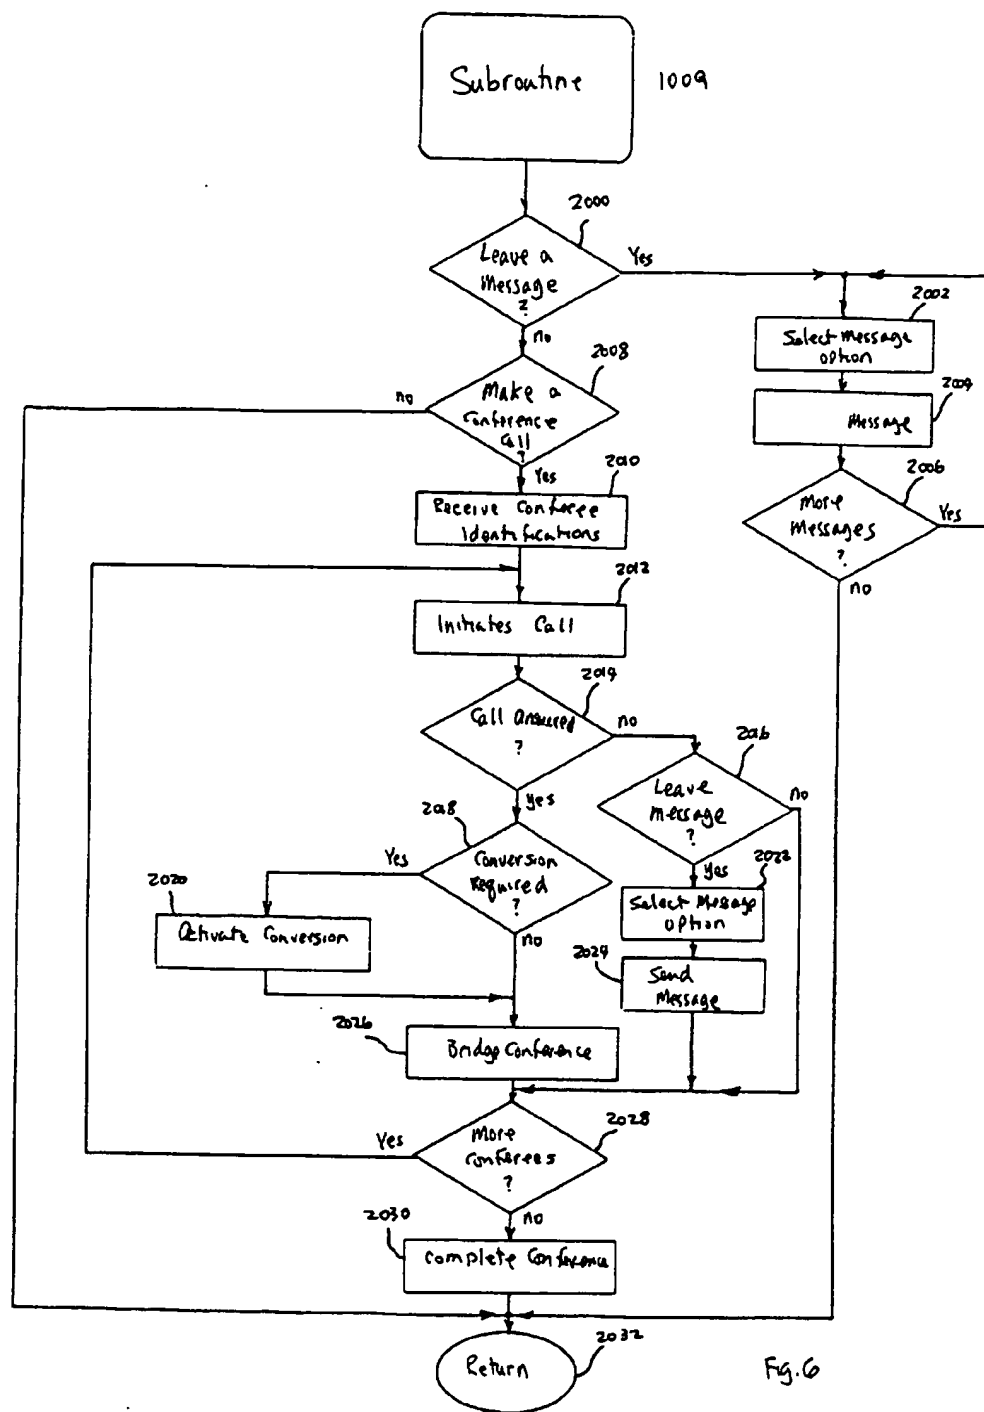 Subroutine
1009
2000
Leave a
Message
?
Yes
no
2002
Select Message
option
2004
Message
2006
More
Messages
?
Yes
no
2008
Make a
Conference
Call
?
no
Yes
2010
Receive Conferee
Identifications
2012
Initiates Call
2014
Call Answered
?
no
yes
2016
Leave
Message
?
no
Yes
2018
Conversion
Required
?
Yes
no
2020
Activate Conversion
2022
Select Message
option
2024
Send
Message
2026
Bridge Conference
2028
More
Conferees
?
Yes
no
2030
Complete Conference
2032
Return
Fig. 6